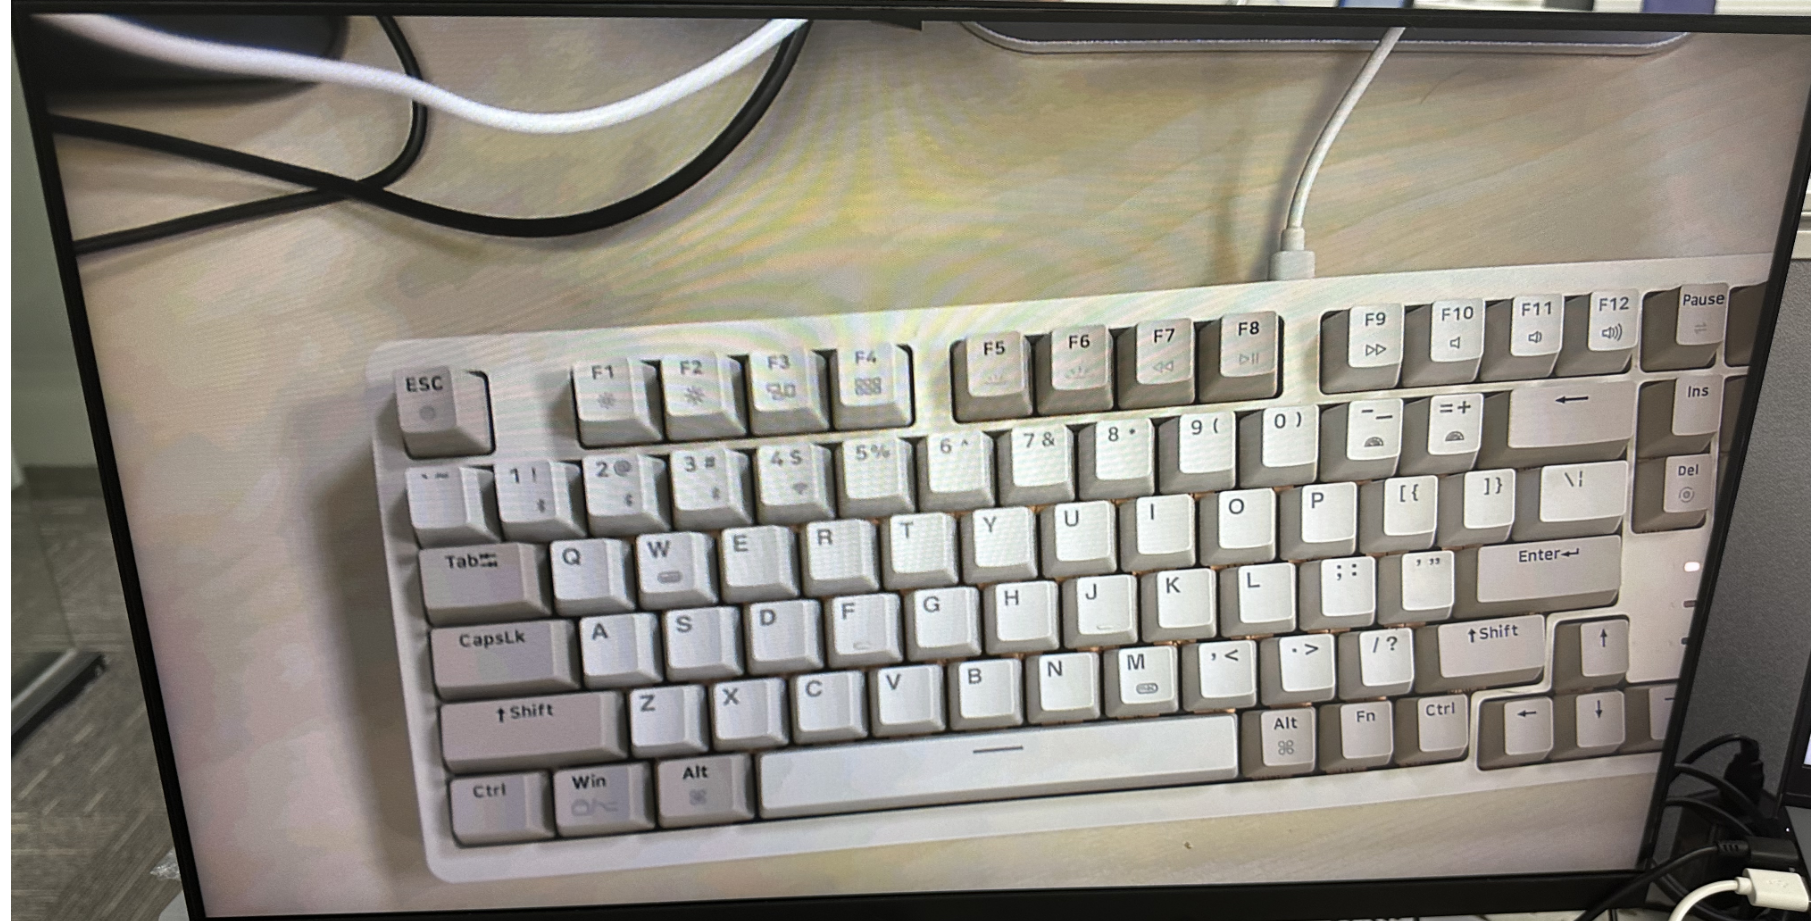 ESC F1 F2 F3 F4 F5 F6 F7 F8 F9 F10 F11 F12 Pause
` ~ 1 ! 2 @ 3 # 4 $ 5 % 6 ^ 7 & 8 * 9 ( 0 ) - _ = + ← Ins
Tab Q W E R T Y U I O P [ { ] } \ | Del
CapsLk A S D F G H J K L ; : ' " Enter↵
↑ Shift Z X C V B N M , < . > / ? ↑ Shift ↑
Ctrl Win Alt Alt Fn Ctrl ← ↓